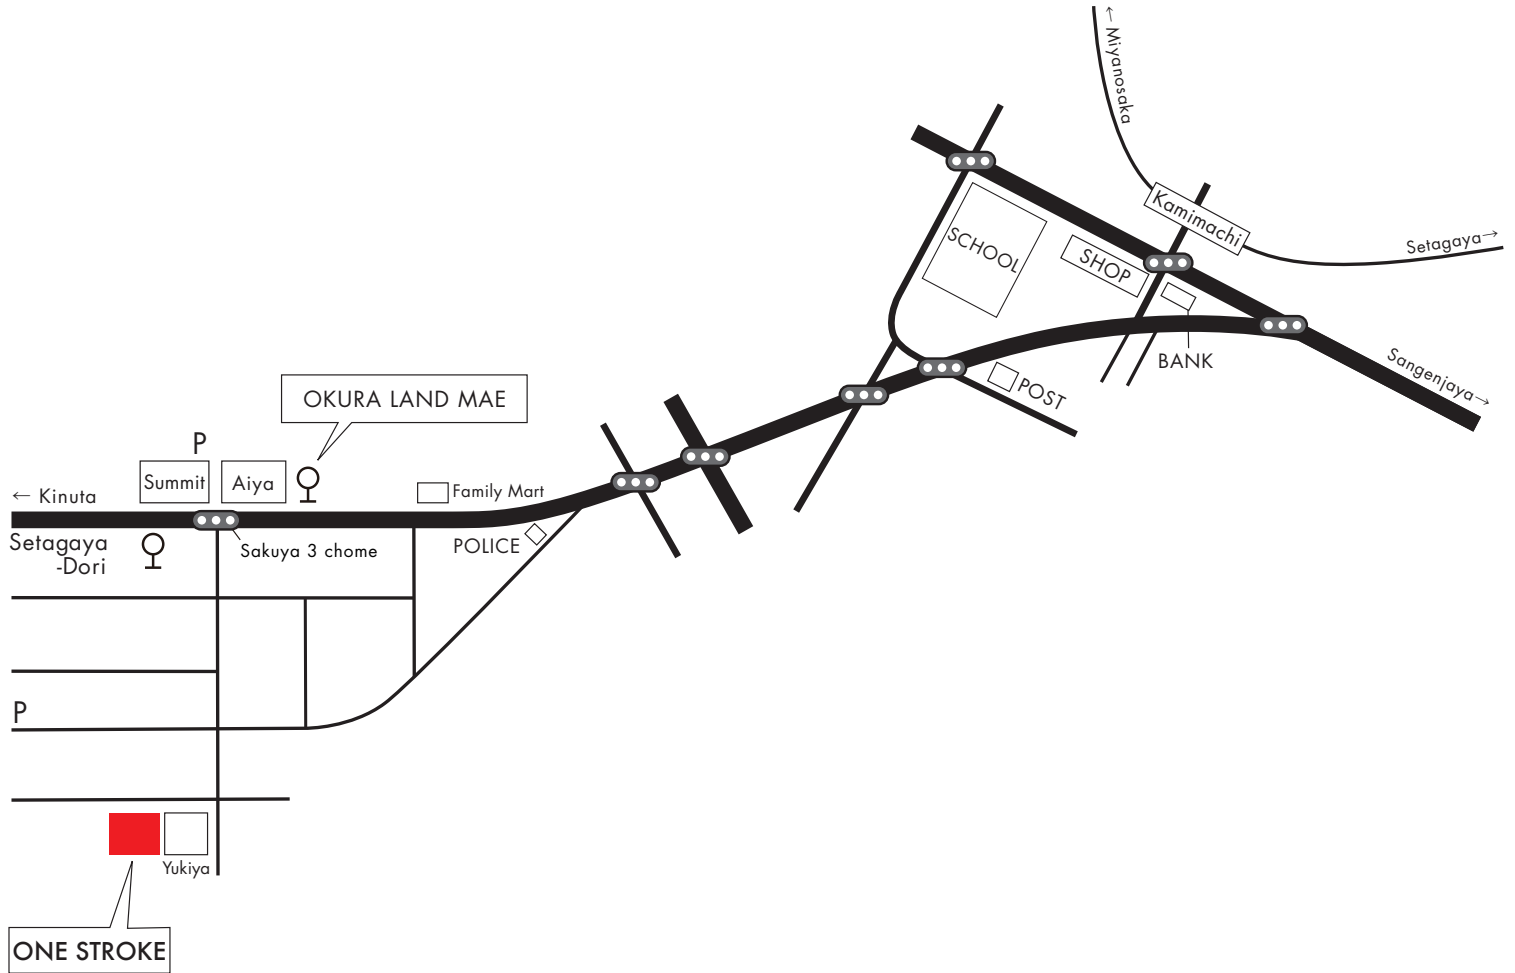 ← Miyanosaka
Kamimachi
Setagaya→
SCHOOL
SHOP
BANK
Sangenjaya→
POST
OKURA LAND MAE
P
Summit
Aiya
← Kinuta
Family Mart
Setagaya
-Dori
Sakuya 3 chome
POLICE
P
Yukiya
ONE STROKE